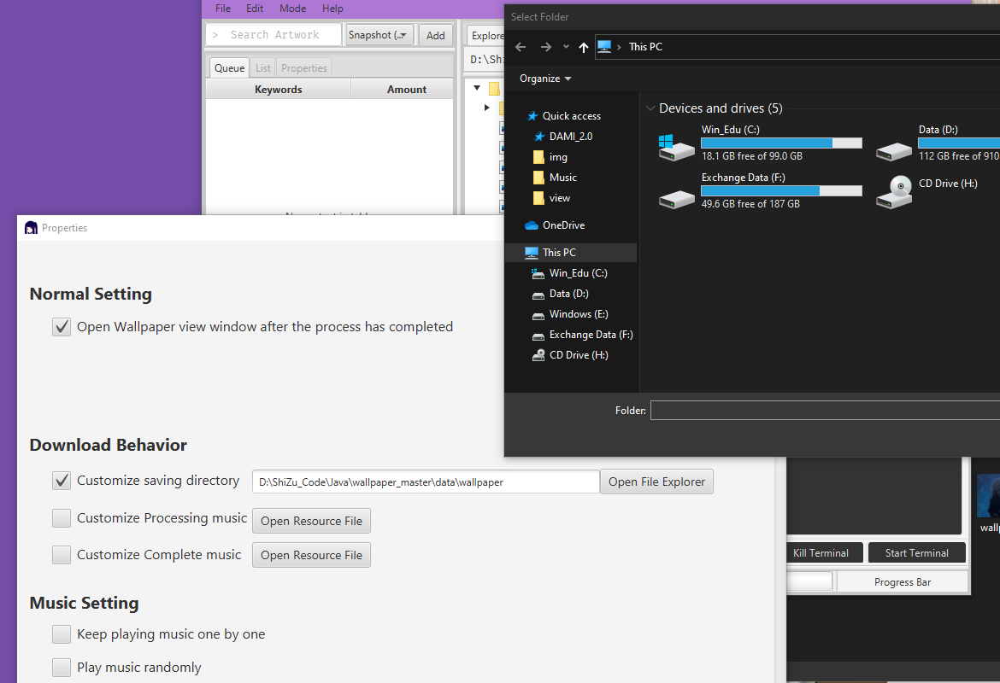 File Edit Mode Help
> Search Artwork
Snapshot (..
Add
Queue List Properties
Keywords Amount
Explore
D:\Shi
Select Folder
This PC
Organize
Quick access
DAMI_2.0
img
Music
view
OneDrive
This PC
Win_Edu (C:)
Data (D:)
Windows (E:)
Exchange Data (F:)
CD Drive (H:)
Devices and drives (5)
Win_Edu (C:)
18.1 GB free of 99.0 GB
Data (D:)
112 GB free of 910
Exchange Data (F:)
49.6 GB free of 187 GB
CD Drive (H:)
Folder:
Properties
Normal Setting
Open Wallpaper view window after the process has completed
Download Behavior
Customize saving directory
D:\ShiZu_Code\Java\wallpaper_master\data\wallpaper
Open File Explorer
Customize Processing music
Open Resource File
Customize Complete music
Open Resource File
Music Setting
Keep playing music one by one
Play music randomly
Kill Terminal
Start Terminal
Progress Bar
wall